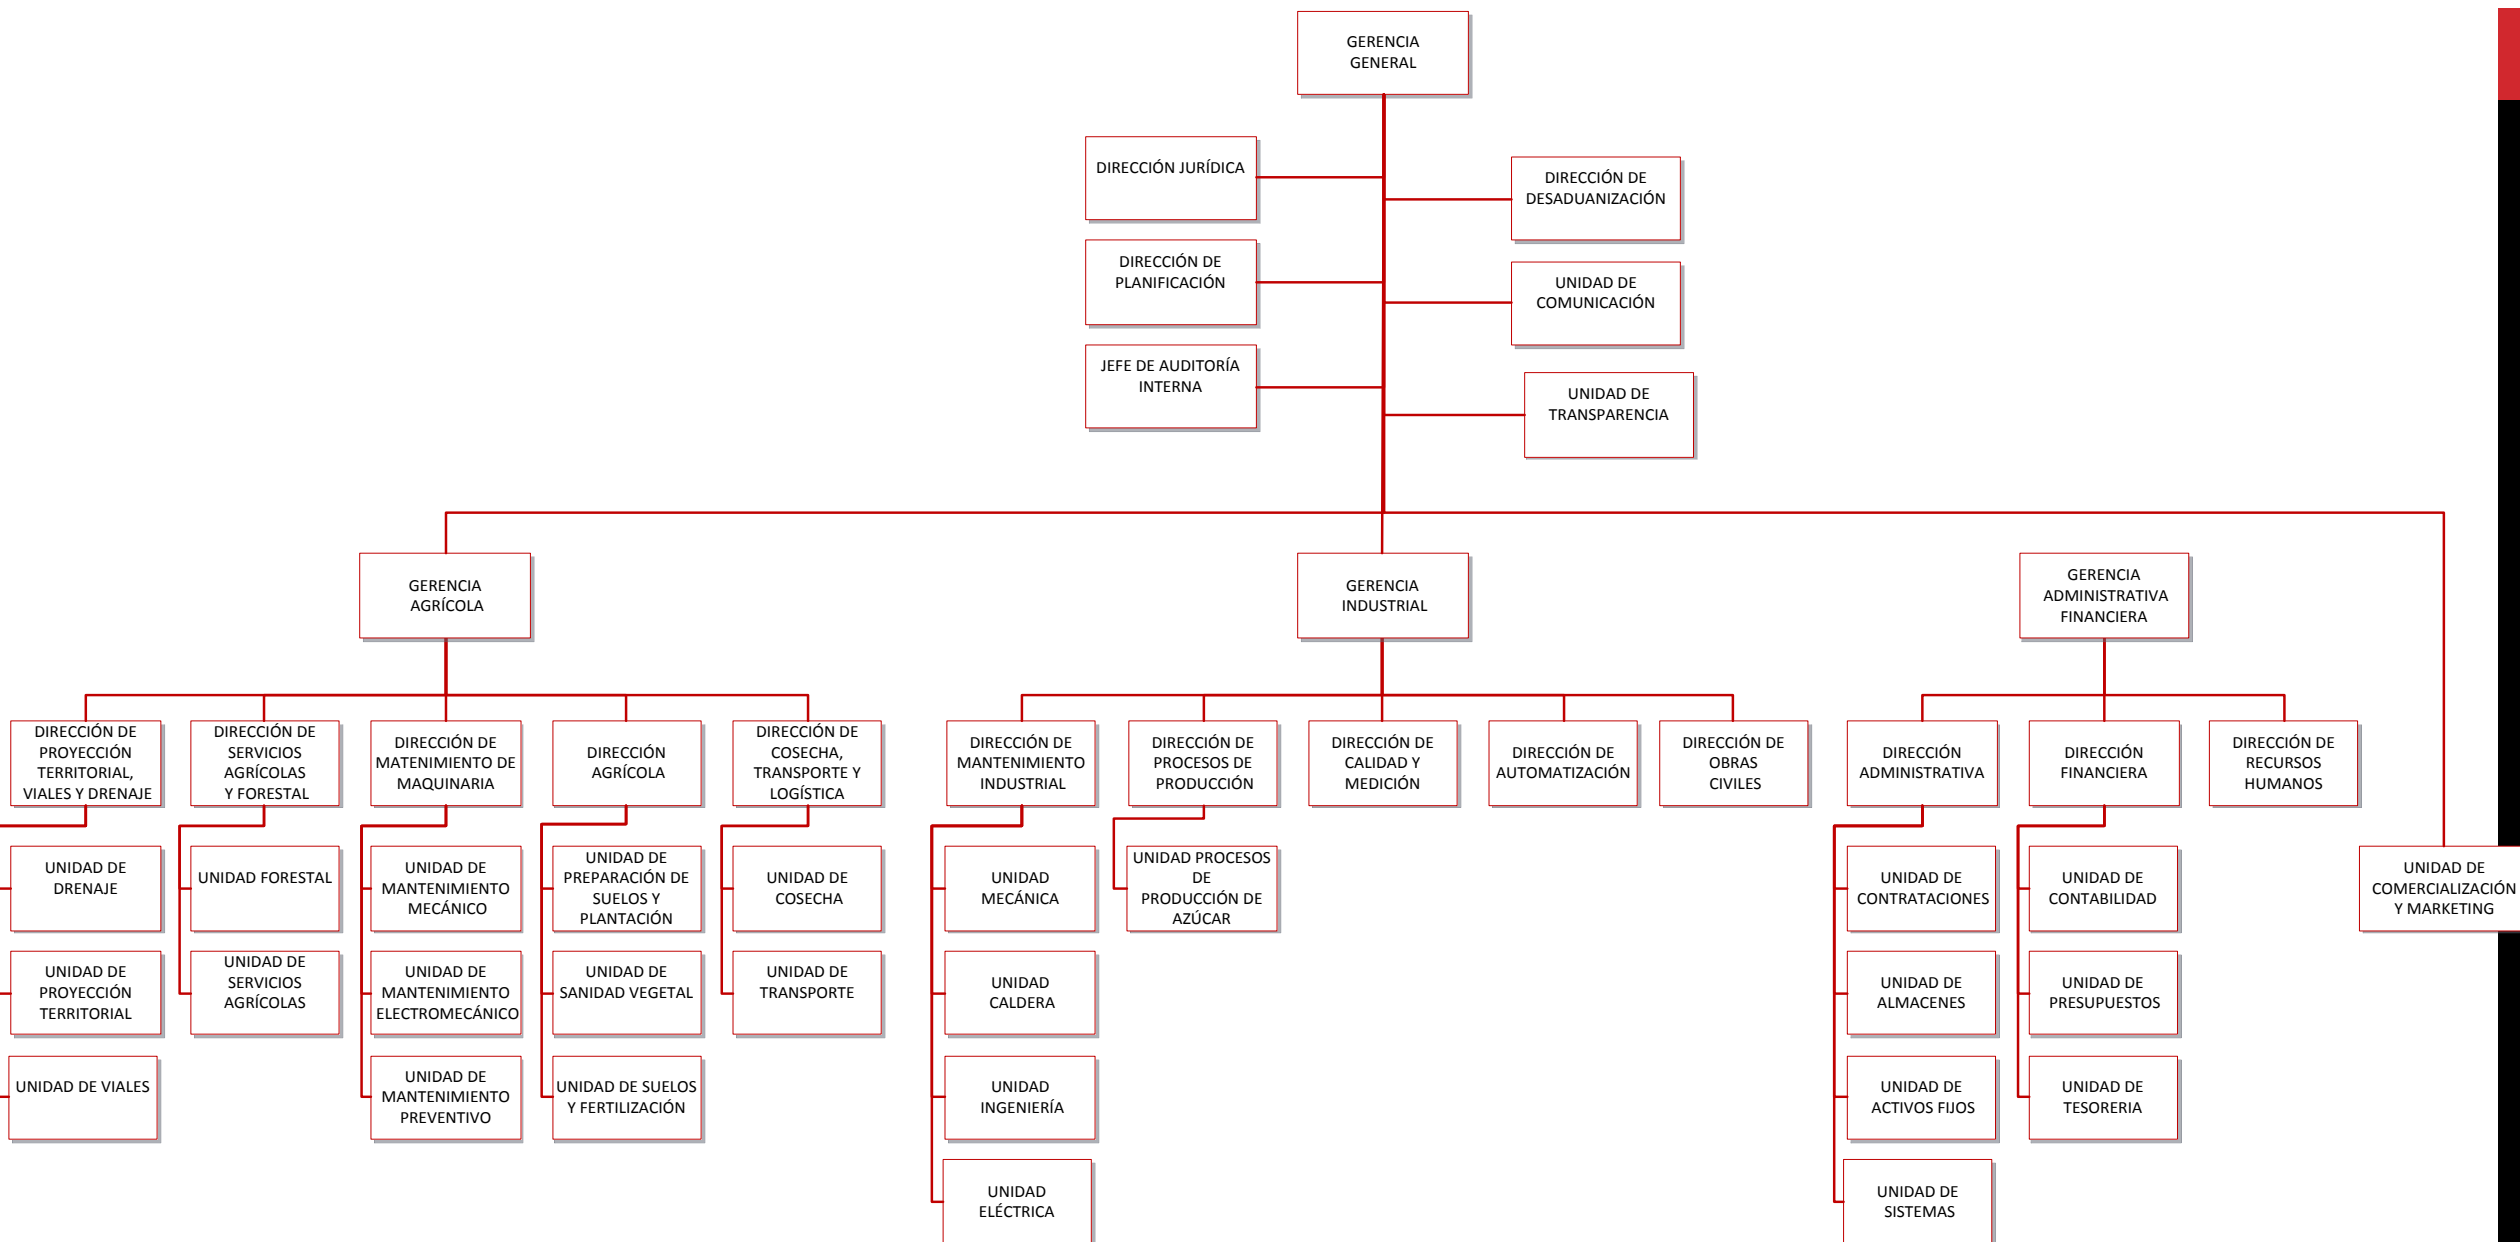 GERENCIA
GENERAL
DIRECCIÓN JURÍDICA
DIRECCIÓN DE
DESADUANIZACIÓN
DIRECCIÓN DE
PLANIFICACIÓN
UNIDAD DE
COMUNICACIÓN
JEFE DE AUDITORÍA
INTERNA
UNIDAD DE
TRANSPARENCIA
GERENCIA
AGRÍCOLA
GERENCIA
INDUSTRIAL
GERENCIA
ADMINISTRATIVA
FINANCIERA
DIRECCIÓN DE
PROYECCIÓN
TERRITORIAL,
VIALES Y DRENAJE
DIRECCIÓN DE
SERVICIOS
AGRÍCOLAS
Y FORESTAL
DIRECCIÓN DE
MATENIMIENTO DE
MAQUINARIA
DIRECCIÓN
AGRÍCOLA
DIRECCIÓN DE
COSECHA,
TRANSPORTE Y
LOGÍSTICA
DIRECCIÓN DE
MANTENIMIENTO
INDUSTRIAL
DIRECCIÓN DE
PROCESOS DE
PRODUCCIÓN
DIRECCIÓN DE
CALIDAD Y
MEDICIÓN
DIRECCIÓN DE
AUTOMATIZACIÓN
DIRECCIÓN DE
OBRAS
CIVILES
DIRECCIÓN
ADMINISTRATIVA
DIRECCIÓN
FINANCIERA
DIRECCIÓN DE
RECURSOS
HUMANOS
UNIDAD DE
DRENAJE
UNIDAD FORESTAL
UNIDAD DE
MANTENIMIENTO
MECÁNICO
UNIDAD DE
PREPARACIÓN DE
SUELOS Y
PLANTACIÓN
UNIDAD DE
COSECHA
UNIDAD
MECÁNICA
UNIDAD PROCESOS
DE
PRODUCCIÓN DE
AZÚCAR
UNIDAD DE
CONTRATACIONES
UNIDAD DE
CONTABILIDAD
UNIDAD DE
COMERCIALIZACIÓN
Y MARKETING
UNIDAD DE
PROYECCIÓN
TERRITORIAL
UNIDAD DE
SERVICIOS
AGRÍCOLAS
UNIDAD DE
MANTENIMIENTO
ELECTROMECÁNICO
UNIDAD DE
SANIDAD VEGETAL
UNIDAD DE
TRANSPORTE
UNIDAD
CALDERA
UNIDAD DE
ALMACENES
UNIDAD DE
PRESUPUESTOS
UNIDAD DE VIALES
UNIDAD DE
MANTENIMIENTO
PREVENTIVO
UNIDAD DE SUELOS
Y FERTILIZACIÓN
UNIDAD
INGENIERÍA
UNIDAD DE
ACTIVOS FIJOS
UNIDAD DE
TESORERIA
UNIDAD
ELÉCTRICA
UNIDAD DE
SISTEMAS